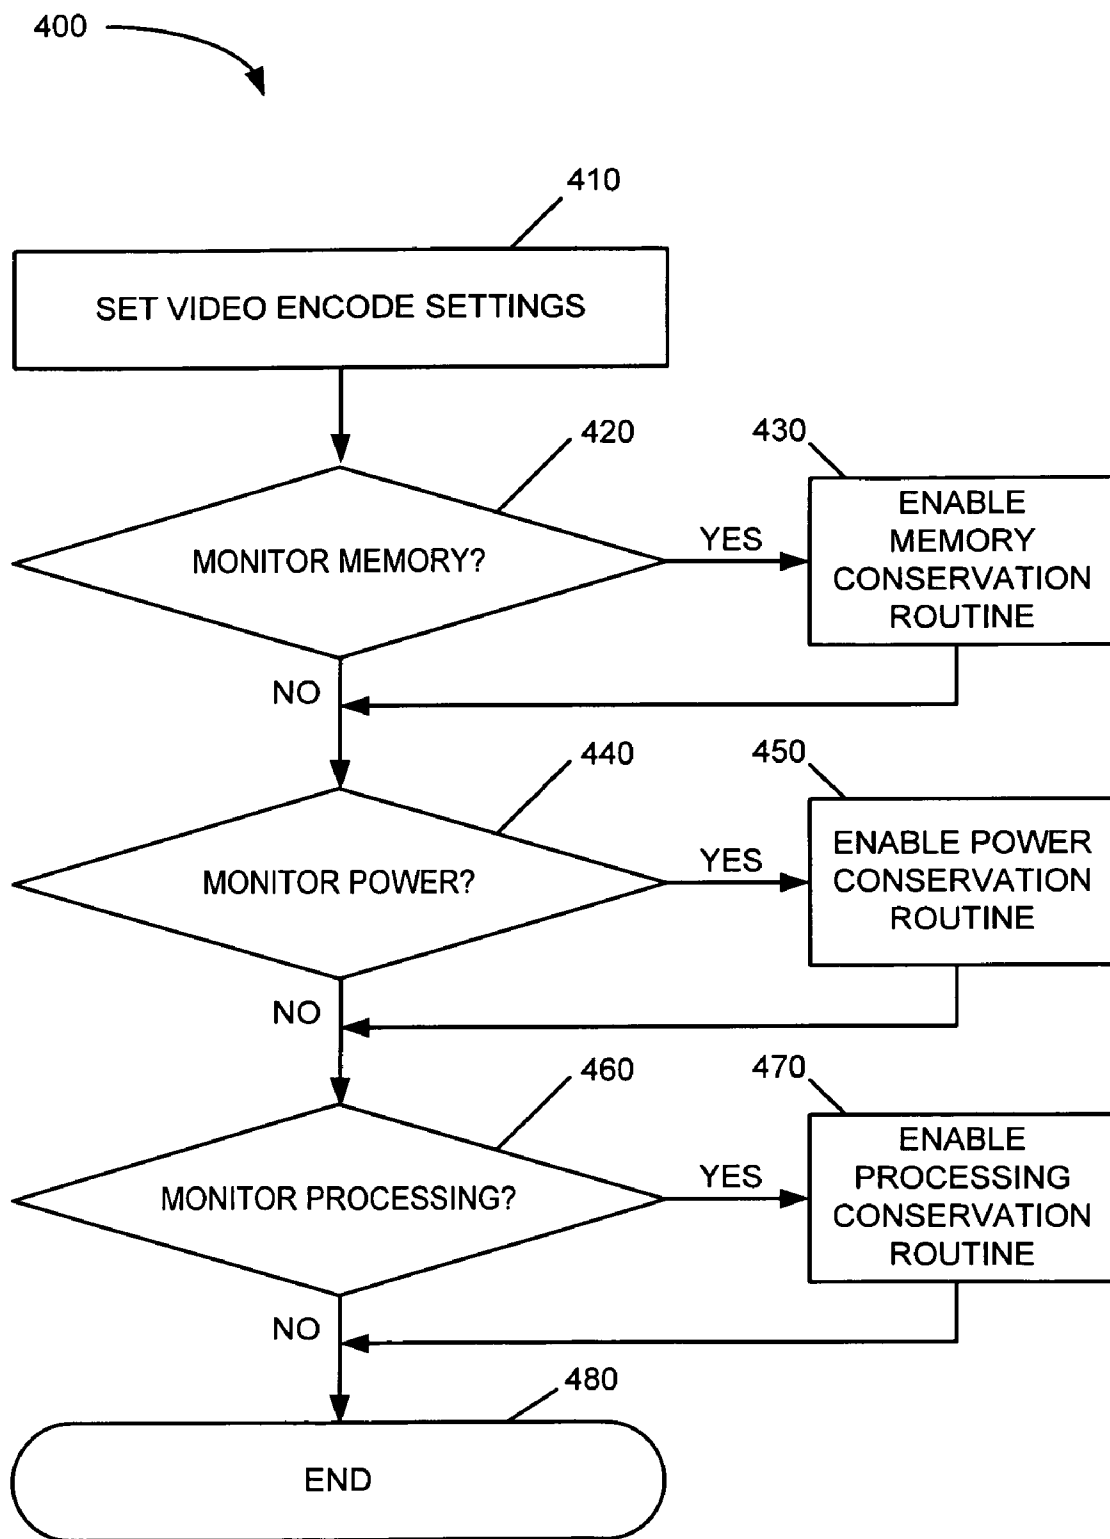 400
410
SET VIDEO ENCODE SETTINGS
420
430
MONITOR MEMORY?
YES
ENABLE
MEMORY
CONSERVATION
ROUTINE
NO
440
450
MONITOR POWER?
YES
ENABLE POWER
CONSERVATION
ROUTINE
NO
460
470
MONITOR PROCESSING?
YES
ENABLE
PROCESSING
CONSERVATION
ROUTINE
NO
480
END